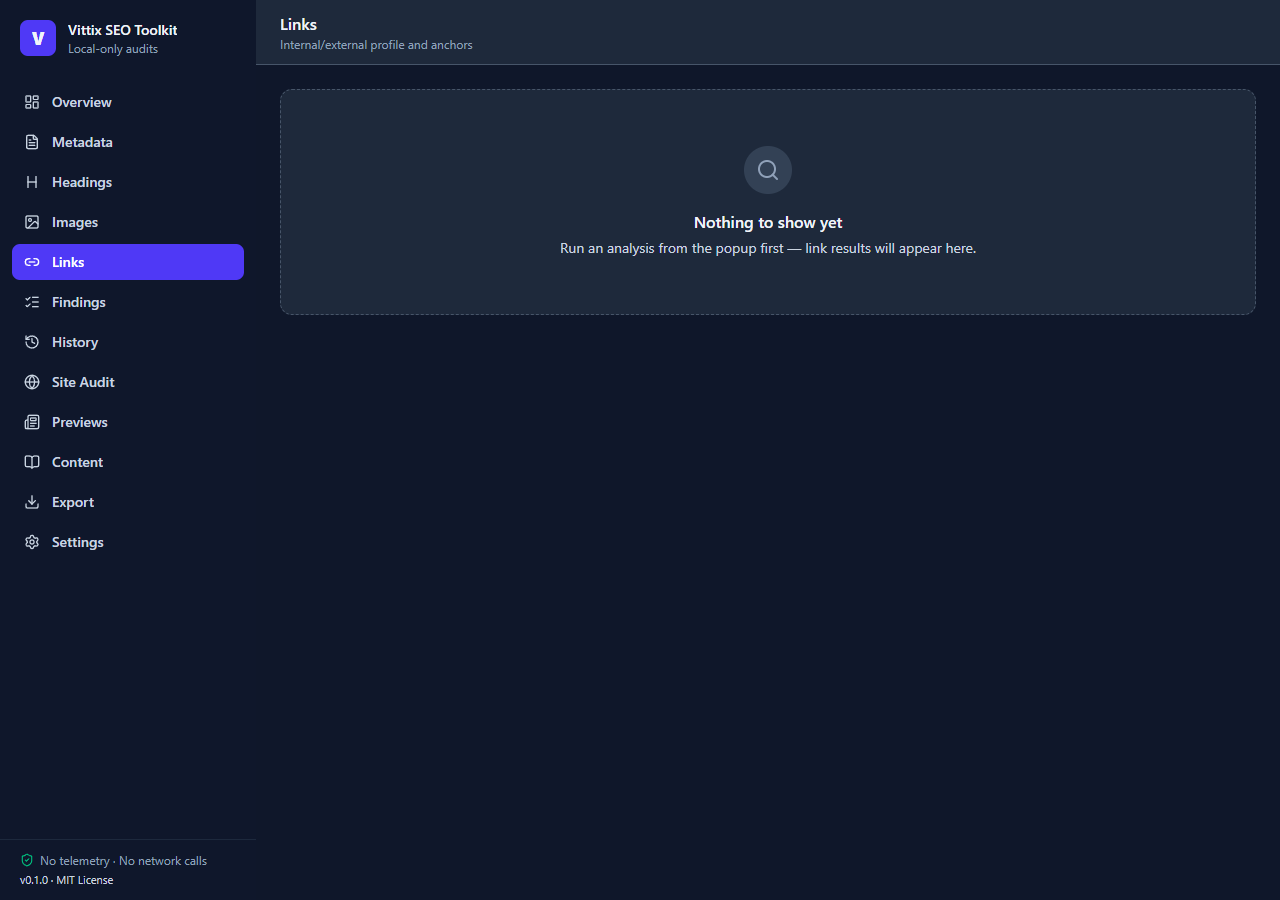 V
Vittix SEO Toolkit
Local-only audits
Overview
Metadata
Headings
Images
Links
Findings
History
Site Audit
Previews
Content
Export
Settings
No telemetry · No network calls
v0.1.0 · MIT License
Links
Internal/external profile and anchors
Nothing to show yet
Run an analysis from the popup first — link results will appear here.